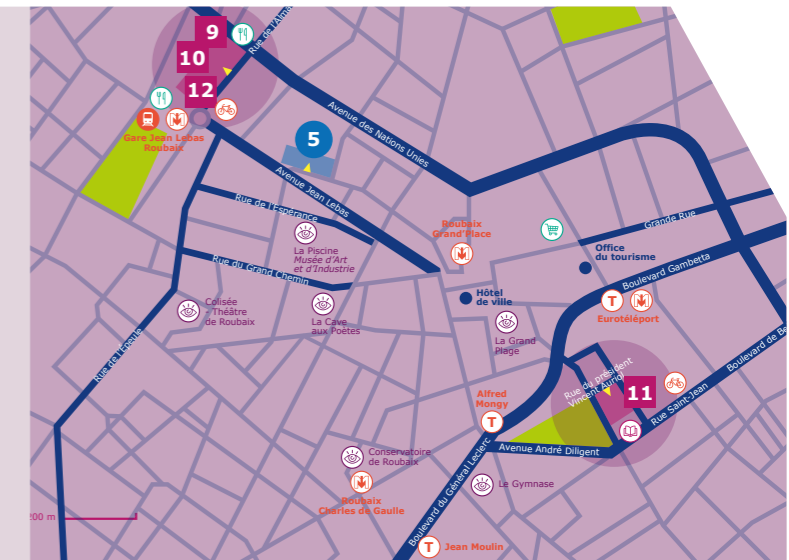 9
10
12
Rue de l'Alma
Gare Jean Lebas
Roubaix
5
Avenue des Nations Unies
Avenue Jean Lebas
Rue de l'Espérance
La Piscine
Musée d'Art
et d'Industrie
Rue du Grand Chemin
Roubaix
Grand'Place
Grande Rue
Office
du tourisme
Boulevard Gambetta
Hôtel
de ville
T
Eurotéléport
Colisée
- Théâtre
de Roubaix
La Cave
aux Poètes
La Grand
Plage
Rue de l'Épeule
Rue du président
Vincent Auriol
11
Boulevard de Be
Rue Saint-Jean
Alfred
Mongy
T
Avenue André Diligent
Conservatoire
de Roubaix
Roubaix
Charles de Gaulle
Boulevard du Général Leclerc
Le Gymnase
T
Jean Moulin
200 m